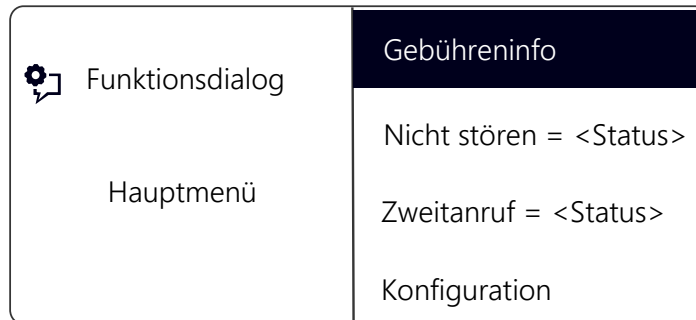 Funktionsdialog
Hauptmenü
Gebühreninfo
Nicht stören = <Status>
Zweitanruf = <Status>
Konfiguration